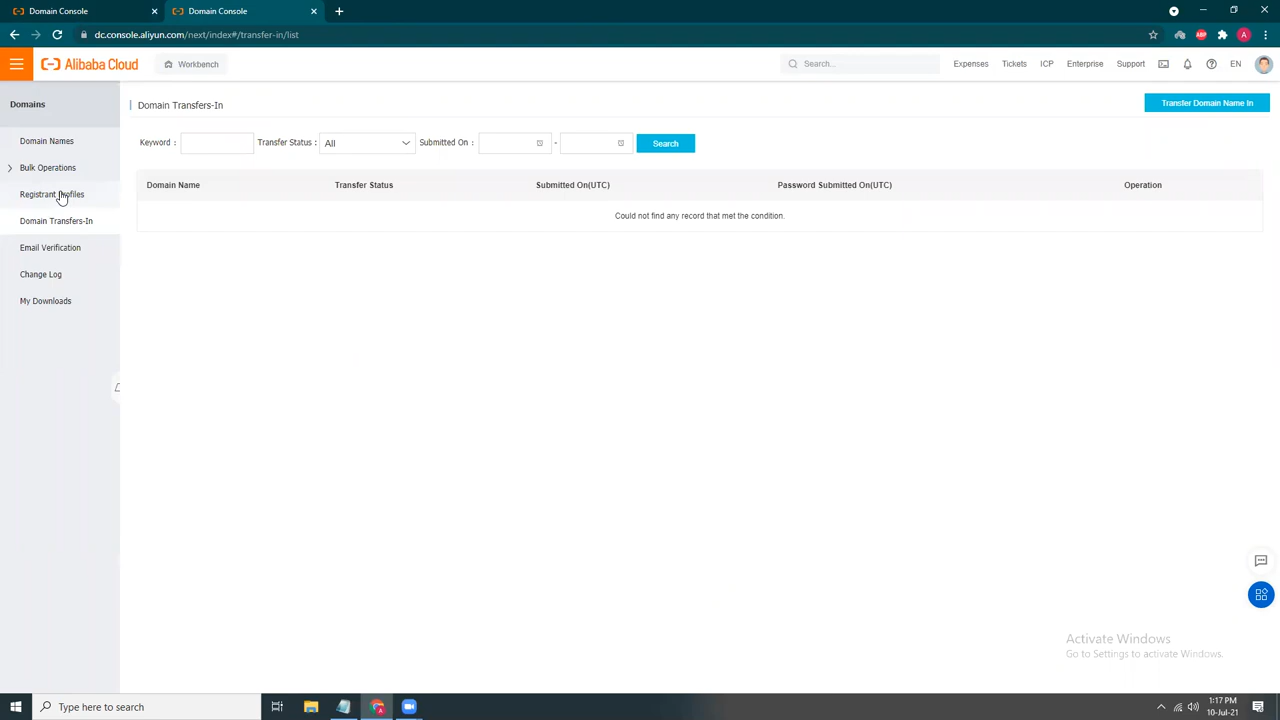 Domain Console
Domain Console
dc.console.aliyun.com/next/index#/transfer-in/list
ABP
A
Alibaba Cloud
Workbench
Search...
Expenses
Tickets
ICP
Enterprise
Support
EN
Domains
Domain Names
Bulk Operations
Registrant Profiles
Domain Transfers-In
Email Verification
Change Log
My Downloads
Domain Transfers-In
Transfer Domain Name In
Keyword :
Transfer Status :
All
Submitted On :
-
Search
Domain Name
Transfer Status
Submitted On(UTC)
Password Submitted On(UTC)
Operation
Could not find any record that met the condition.
Activate Windows
Go to Settings to activate Windows.
Type here to search
1:17 PM
10-Jul-21